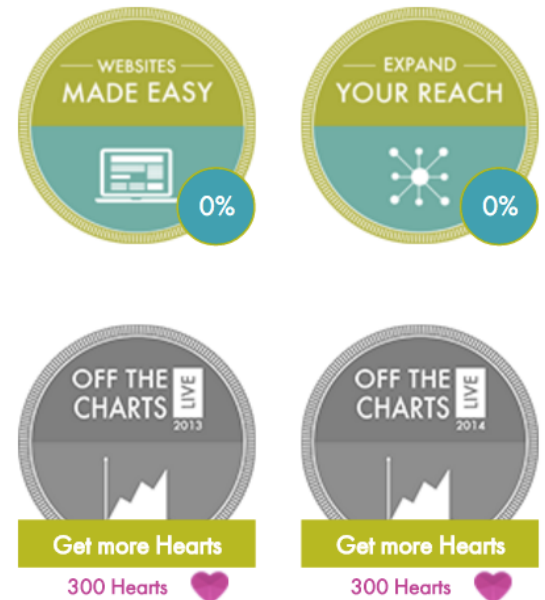 WEBSITES
MADE EASY
0%
EXPAND
YOUR REACH
0%
OFF THE
CHARTS
LIVE
2013
Get more Hearts
300 Hearts
OFF THE
CHARTS
LIVE
2014
Get more Hearts
300 Hearts